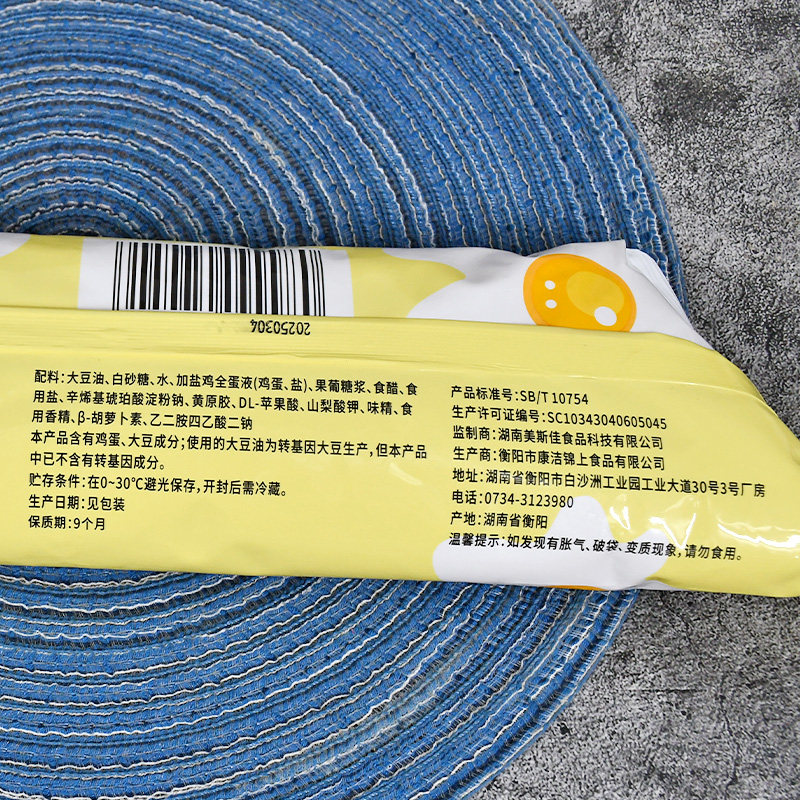 20250304
配料:大豆油、白砂糖、水、加盐鸡全蛋液(鸡蛋、盐)、果葡糖浆、食醋、食
用盐、辛烯基琥珀酸淀粉钠、黄原胶、DL-苹果酸、山梨酸钾、味精、食
用香精、β-胡萝卜素、乙二胺四乙酸二钠
本产品含有鸡蛋、大豆成分;使用的大豆油为转基因大豆生产,但本产品
中已不含有转基因成分。
贮存条件:在0~30℃避光保存,开封后需冷藏。
生产日期:见包装
保质期:9个月
产品标准号:SB/T 10754
生产许可证编号:SC10343040605045
监制商:湖南美斯佳食品科技有限公司
生产商:衡阳市康洁锦上食品有限公司
地址:湖南省衡阳市白沙洲工业园工业大道30号3号厂房
电话:0734-3123980
产地:湖南省衡阳
温馨提示:如发现有胀气、破袋、变质现象,请勿食用。